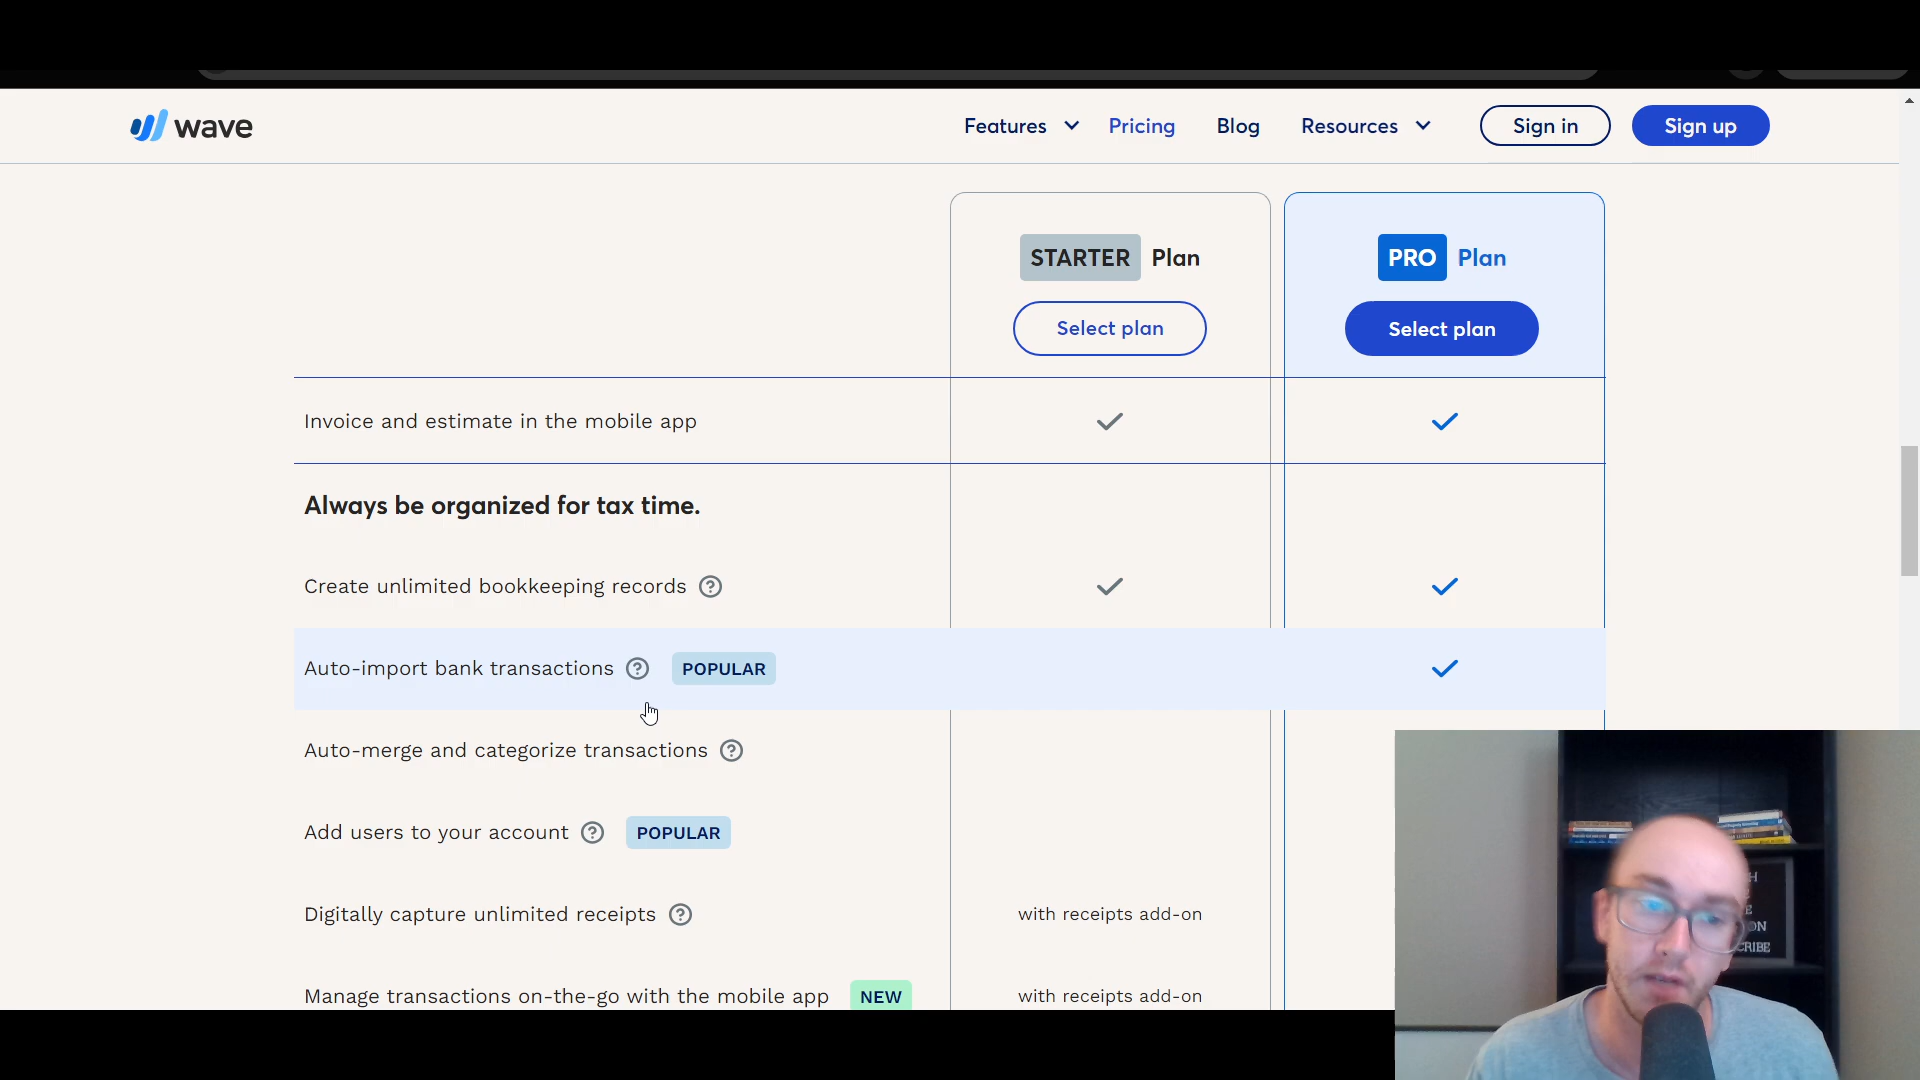 wave
Features
Pricing
Blog
Resources
Sign in
Sign up
STARTER Plan
PRO Plan
Select plan
Select plan
Invoice and estimate in the mobile app
Always be organized for tax time.
Create unlimited bookkeeping records ?
Auto-import bank transactions ? POPULAR
Auto-merge and categorize transactions ?
Add users to your account ? POPULAR
Digitally capture unlimited receipts ? with receipts add-on
Manage transactions on-the-go with the mobile app NEW with receipts add-on